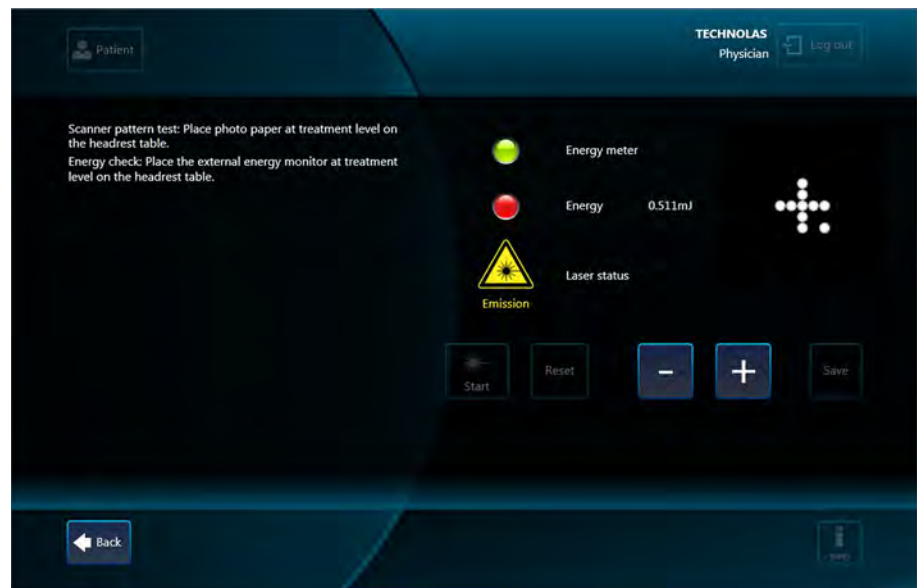 Patient
TECHNOLAS
Physician
Log out
Scanner pattern test: Place photo paper at treatment level on
the headrest table.
Energy check: Place the external energy monitor at treatment
level on the headrest table.
Energy meter
Energy 0.511mJ
Laser status
Emission
Start
Reset
-
+
Save
Back